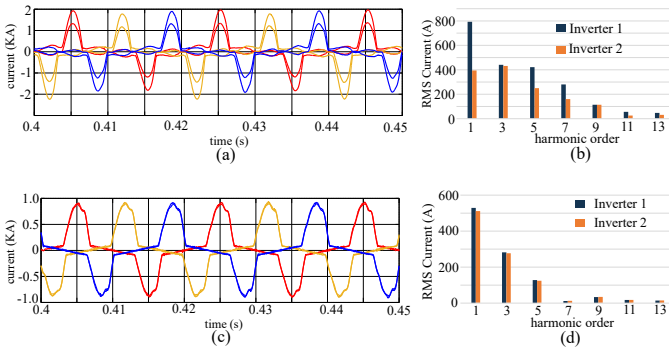 current (KA)
2
1
0
-1
-2
0.4
0.41
0.42
0.43
0.44
0.45
time (s)
(a)
RMS Current (A)
800
600
400
200
0
Inverter 1
Inverter 2
1 3 5 7 9 11 13
harmonic order
(b)
current (KA)
1.0
0.5
0
-0.5
-1.0
0.4
0.41
0.42
0.43
0.44
0.45
time (s)
(c)
RMS Current (A)
600
400
200
0
Inverter 1
Inverter 2
1 3 5 7 9 11 13
harmonic order
(d)